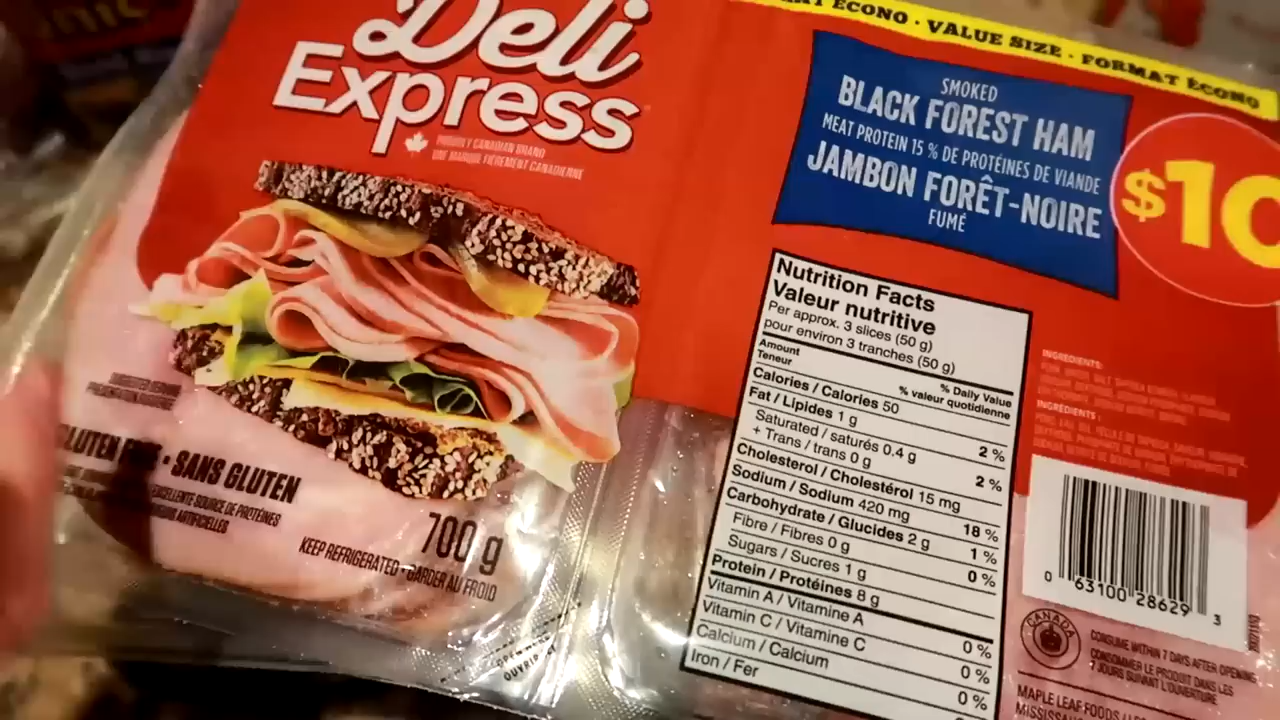 Deli
Express
PROUDLY CANADIAN BRAND
UNE MARQUE FIÈREMENT CANADIENNE
SANS GLUTEN
EXCELLENTE SOURCE DE PROTÉINES
ARTIFICIELLES
700 g
KEEP REFRIGERATED • GARDER AU FROID
ÉCONO • VALUE SIZE • FORMAT ÉCONO
SMOKED
BLACK FOREST HAM
MEAT PROTEIN 15 % DE PROTÉINES DE VIANDE
JAMBON FORÊT-NOIRE
FUMÉ
$10
Nutrition Facts
Valeur nutritive
Per approx. 3 slices (50 g)
pour environ 3 tranches (50 g)
Amount
Teneur
% Daily Value
% valeur quotidienne
Calories / Calories 50
Fat / Lipides 1 g 2 %
Saturated / saturés 0.4 g
+ Trans / trans 0 g 2 %
Cholesterol / Cholestérol 15 mg
Sodium / Sodium 420 mg 18 %
Carbohydrate / Glucides 2 g 1 %
Fibre / Fibres 0 g 0 %
Sugars / Sucres 1 g
Protein / Protéines 8 g
Vitamin A / Vitamine A 0 %
Vitamin C / Vitamine C 0 %
Calcium / Calcium 0 %
Iron / Fer
INGREDIENTS:
INGRÉDIENTS :
0 63100 28629 3
CANADA
CONSUME WITHIN 7 DAYS AFTER OPENING
CONSOMMER LE PRODUIT DANS LES
7 JOURS SUIVANT L'OUVERTURE
MAPLE LEAF FOODS